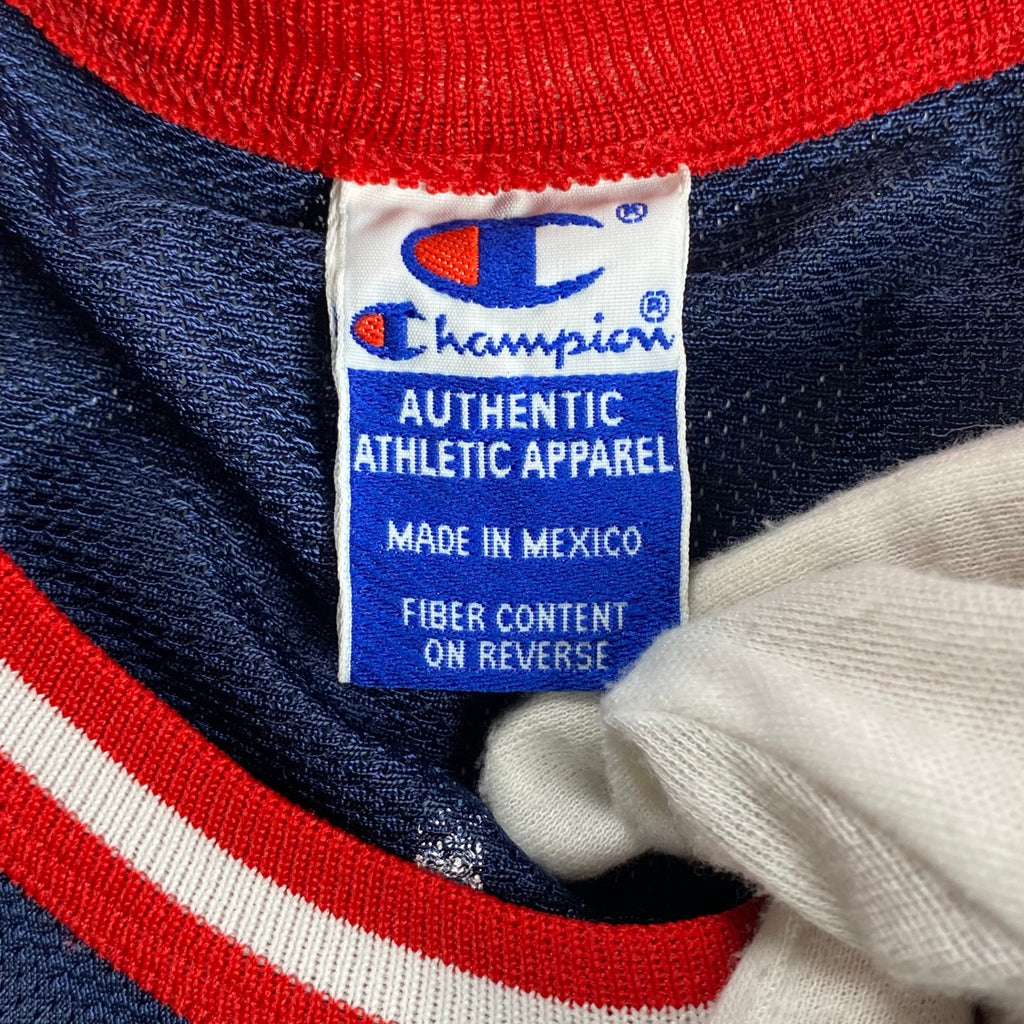 ®
Champion®
AUTHENTIC
ATHLETIC APPAREL
MADE IN MEXICO
FIBER CONTENT
ON REVERSE